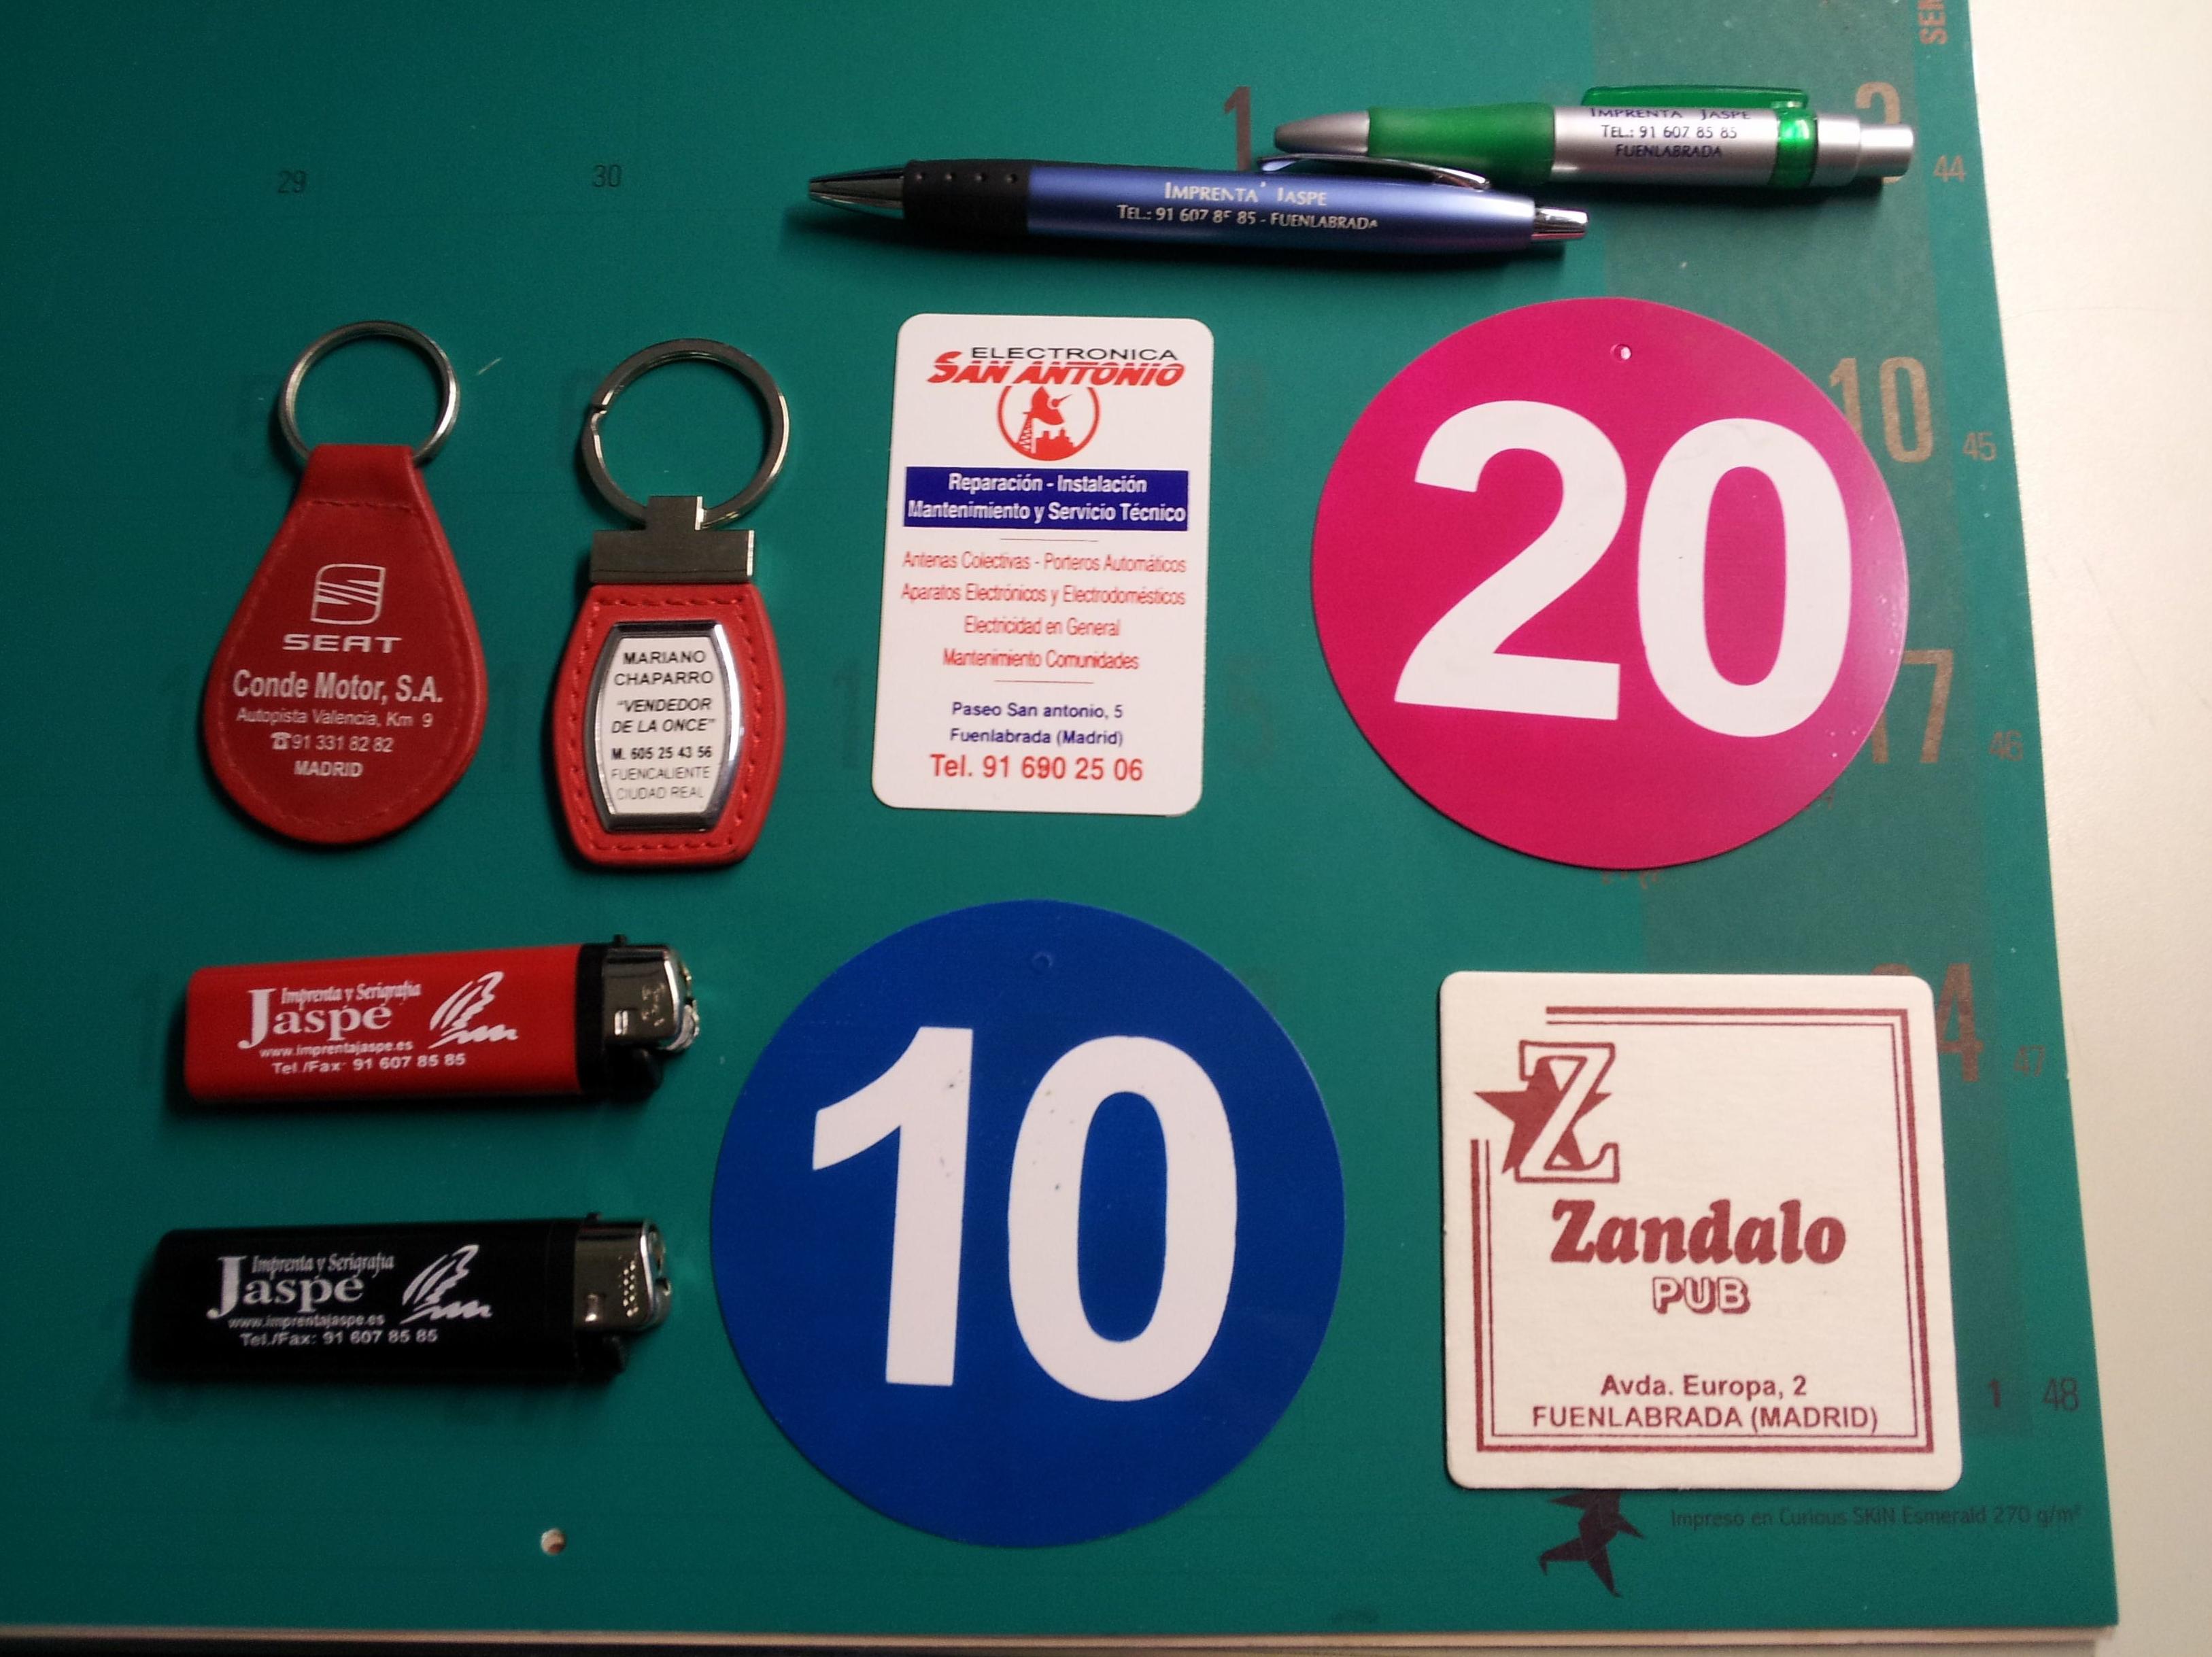 SEM
1
3
44
IMPRENTA JASPE
TEL.: 91 607 85 85
FUENLABRADA
29
30
IMPRENTA JASPE
TEL.: 91 607 85 85 - FUENLABRADA
SEAT
Conde Motor, S.A.
Autopista Valencia, Km 9
☎91 331 82 82
MADRID
MARIANO
CHAPARRO
"VENDEDOR
DE LA ONCE"
M. 605 25 43 56
FUENCALIENTE
CIUDAD REAL
ELECTRONICA
SAN ANTONIO
Reparación - Instalación
Mantenimiento y Servicio Técnico
Antenas Colectivas - Porteros Automáticos
Aparatos Electrónicos y Electrodomésticos
Electricidad en General
Mantenimiento Comunidades
Paseo San antonio, 5
Fuenlabrada (Madrid)
Tel. 91 690 25 06
20
10
45
17
46
Imprenta y Serigrafía
Jaspe
www.imprentajaspe.es
Tel./Fax: 91 607 85 85
Imprenta y Serigrafía
Jaspe
www.imprentajaspe.es
Tel./Fax: 91 607 85 85
10
Z
Zandalo
PUB
Avda. Europa, 2
FUENLABRADA (MADRID)
4
47
1
48
Impreso en Curious SKIN Esmerald 270 g/m²